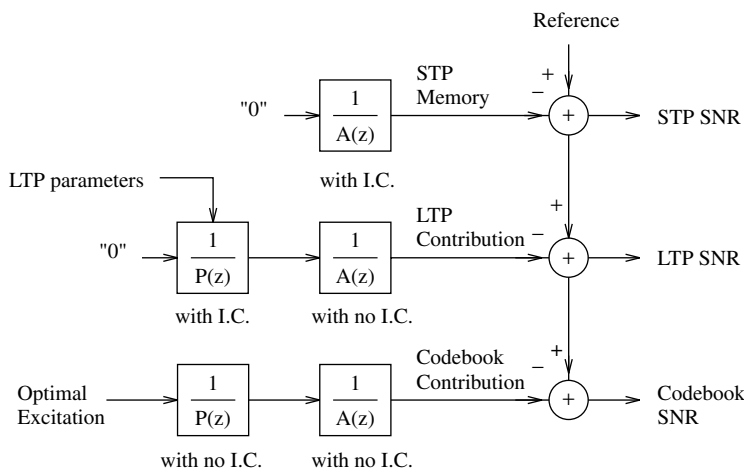 Reference
STP
Memory
+
−
"0"
1
A(z)
+
STP SNR
with I.C.
LTP parameters
+
LTP
Contribution
−
"0"
1
P(z)
1
A(z)
+
LTP SNR
with I.C.
with no I.C.
+
Codebook
Contribution
−
Optimal
Excitation
1
P(z)
1
A(z)
+
Codebook
SNR
with no I.C.
with no I.C.